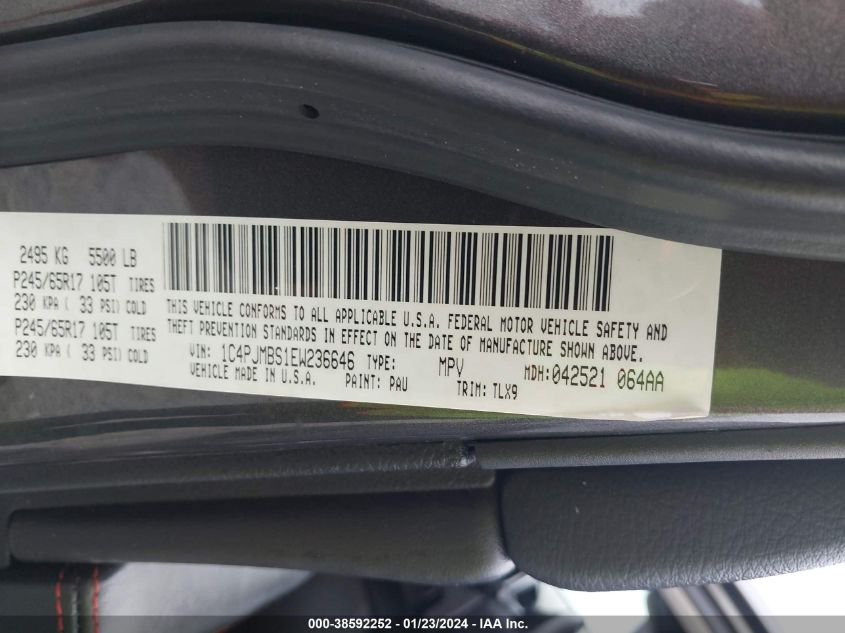 2495 KG 5500 LB
P245/65R17 105T TIRES
230 KPA ( 33 PSI) COLD
P245/65R17 105T TIRES
230 KPA ( 33 PSI) COLD
THIS VEHICLE CONFORMS TO ALL APPLICABLE U.S.A. FEDERAL MOTOR VEHICLE SAFETY AND
THEFT PREVENTION STANDARDS IN EFFECT ON THE DATE OF MANUFACTURE SHOWN ABOVE.
VIN: 1C4PJMBS1EW236646 TYPE: MPV MDH:042521 064AA
VEHICLE MADE IN U.S.A. PAINT: PAU TRIM: TLX9
000-38592252 - 01/23/2024 - IAA Inc.